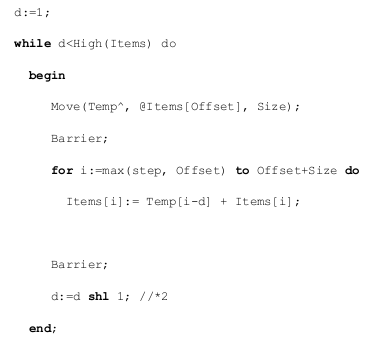 d:=1;
while d<High(Items) do
begin
Move(Temp^, @Items[Offset], Size);
Barrier;
for i:=max(step, Offset) to Offset+Size do
Items[i]:= Temp[i-d] + Items[i];
Barrier;
d:=d shl 1; //*2
end;